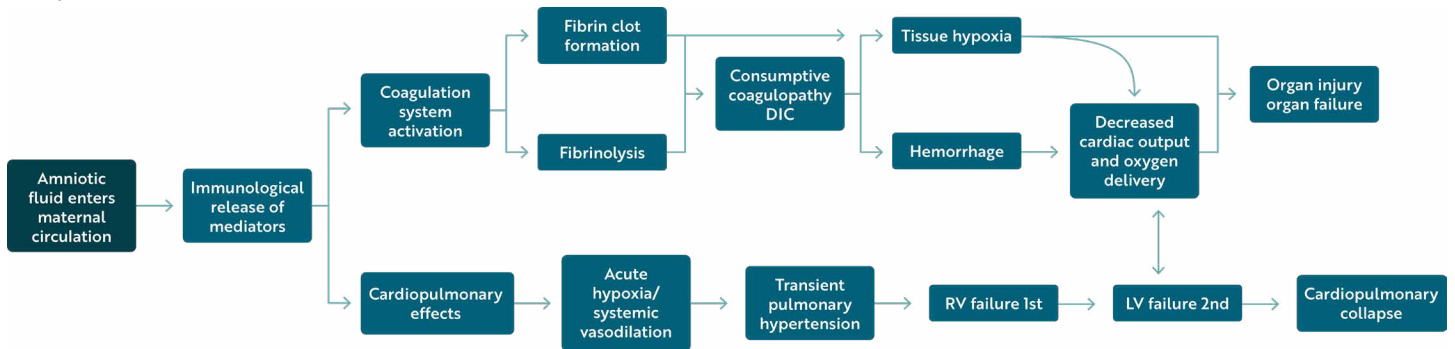 Fibrin clot
formation
Tissue hypoxia
Coagulation
system
activation
Consumptive
coagulopathy
DIC
Organ injury
organ failure
Fibrinolysis
Hemorrhage
Decreased
cardiac output
and oxygen
delivery
Amniotic
fluid enters
maternal
circulation
Immunological
release of
mediators
Cardiopulmonary
effects
Acute
hypoxia/
systemic
vasodilation
Transient
pulmonary
hypertension
RV failure 1st
LV failure 2nd
Cardiopulmonary
collapse